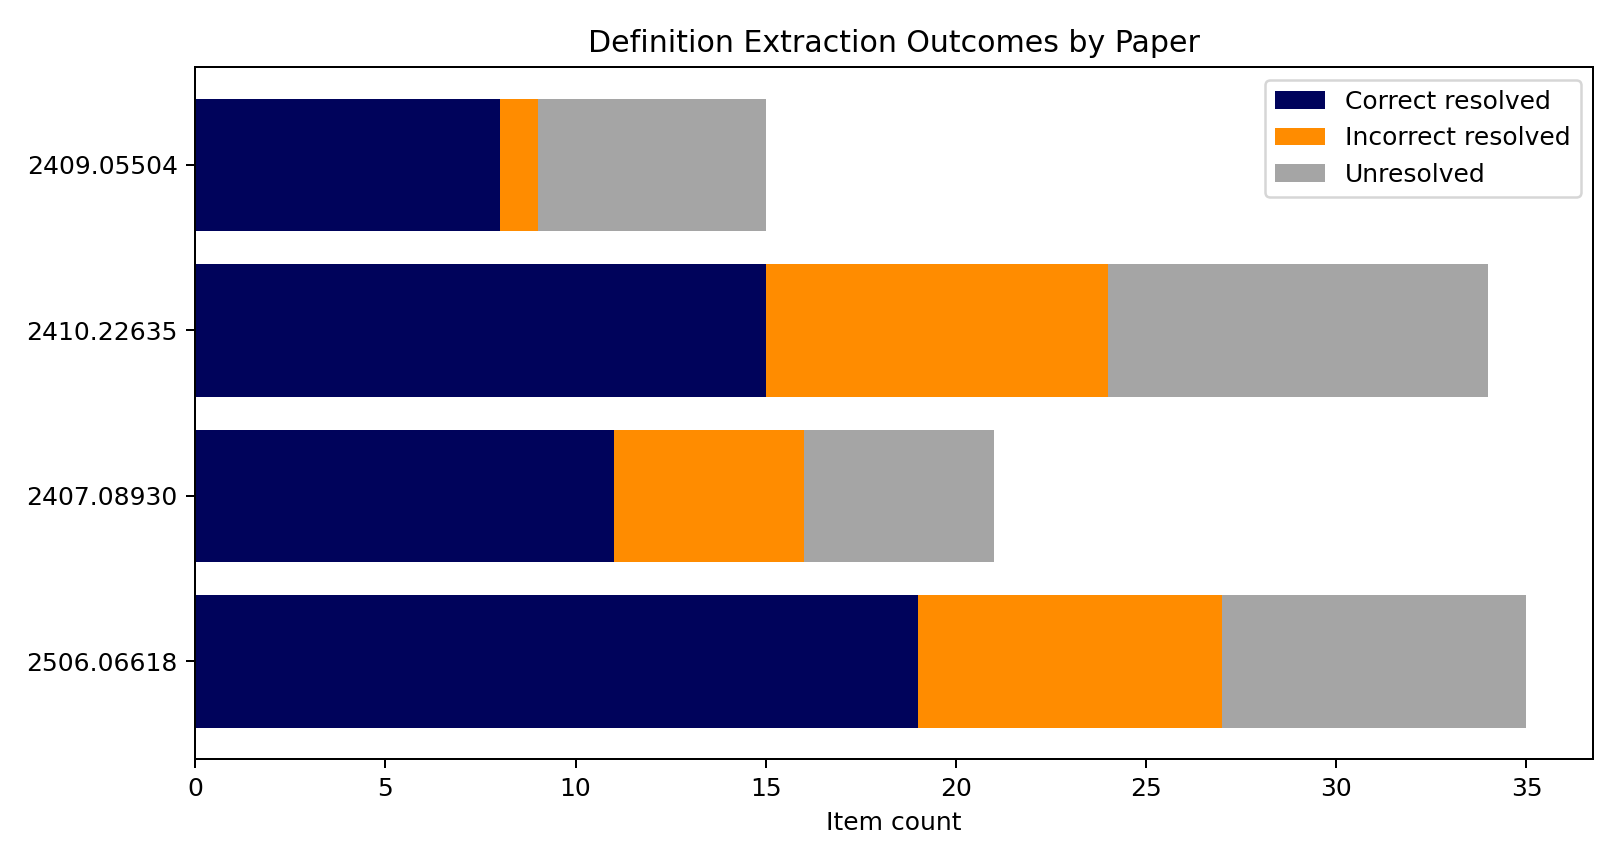 Definition Extraction Outcomes by Paper
Correct resolved
Incorrect resolved
Unresolved
2409.05504
2410.22635
2407.08930
2506.06618
0 5 10 15 20 25 30 35
Item count